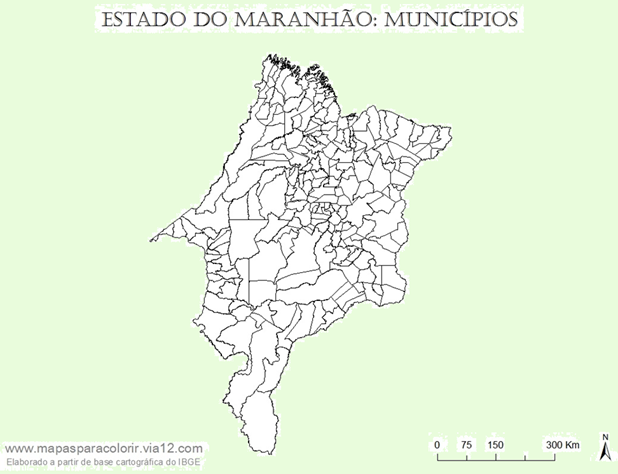 ESTADO DO MARANHÃO: MUNICÍPIOS
www.mapasparacolorir.via12.com
Elaborado a partir de base cartográfica do IBGE
0 75 150 300 Km
N